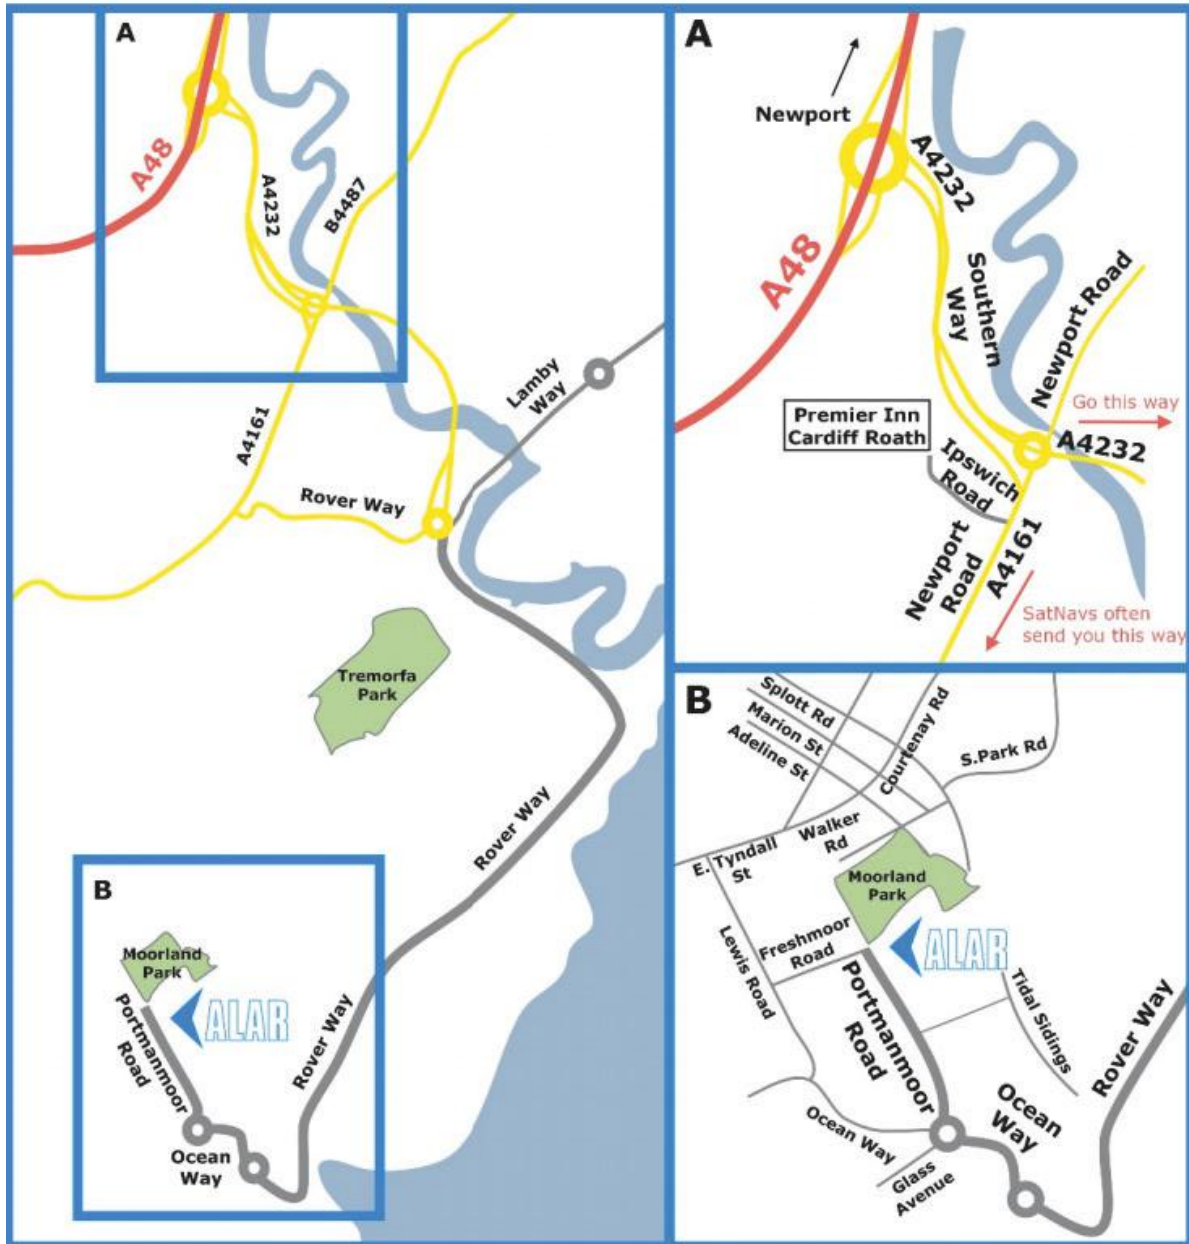 A
A48
A4232
B4487
A4161
Lamby
Way
Rover Way
Tremorfa
Park
Rover Way
B
Moorland
Park
ALAR
Portmanmoor
Road
Rover Way
Ocean
Way
A
Newport
A4232
A48
Southern
Way
Newport Road
Go this way
Premier Inn
Cardiff Roath
A4232
Ipswich
Road
Newport
Road
A4161
SatNavs often
send you this way
B
Splott Rd
Marion St
Adeline St
Courtenay Rd
S.Park Rd
Walker
Rd
E. Tyndall
St
Moorland
Park
Lewis Road
Freshmoor
Road
ALAR
Portmanmoor
Road
Tidal Sidings
Rover Way
Ocean
Way
Ocean Way
Glass
Avenue